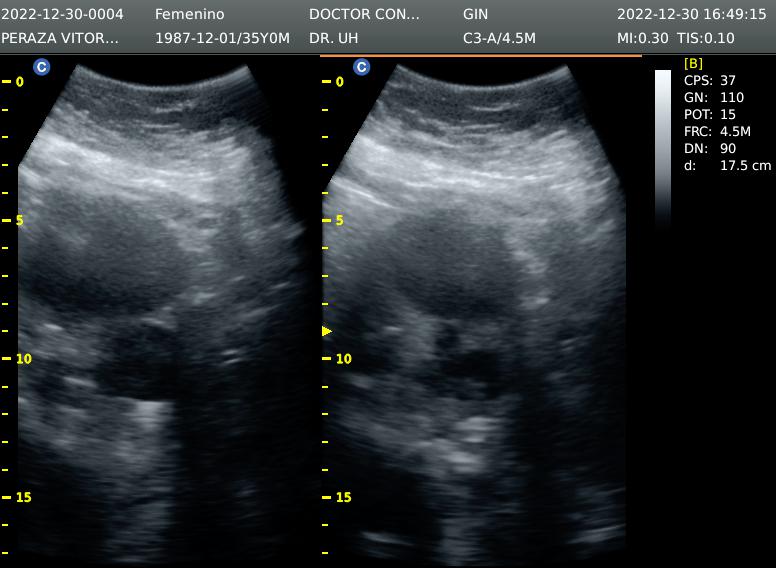 2022-12-30-0004 Femenino DOCTOR CON... GIN 2022-12-30 16:49:15
PERAZA VITOR... 1987-12-01/35Y0M DR. UH C3-A/4.5M MI:0.30 TIS:0.10
C
C
0
5
10
15
0
5
10
15
[B]
CPS: 37
GN: 110
POT: 15
FRC: 4.5M
DN: 90
d: 17.5 cm